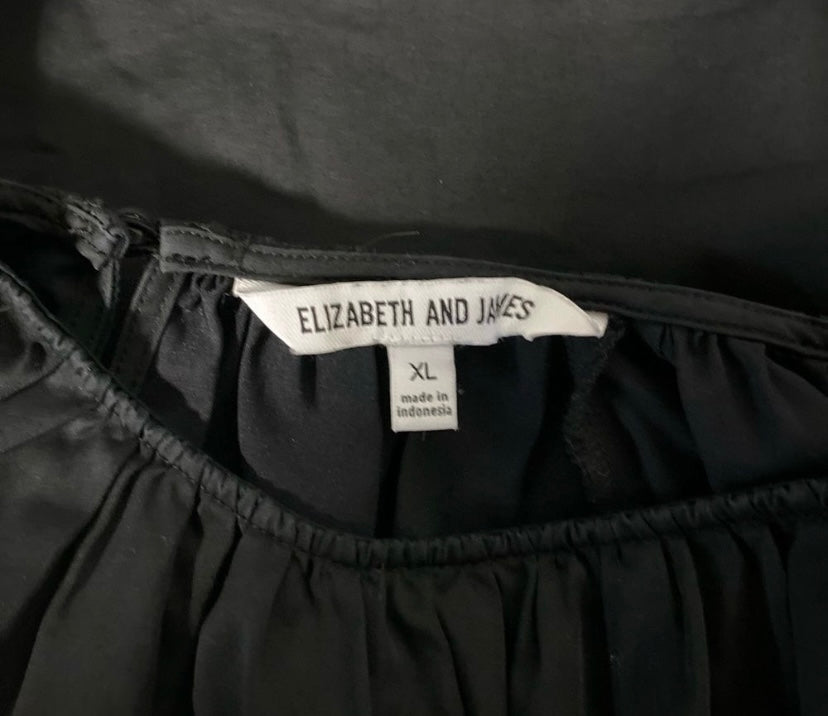 ELIZABETH AND JAMES
XL
made in
indonesia